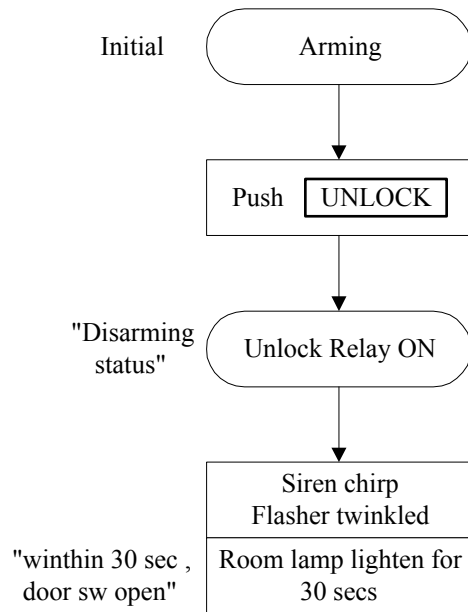 Initial
Arming
Push UNLOCK
"Disarming
status"
Unlock Relay ON
Siren chirp
Flasher twinkled
"winthin 30 sec ,
door sw open"
Room lamp lighten for
30 secs